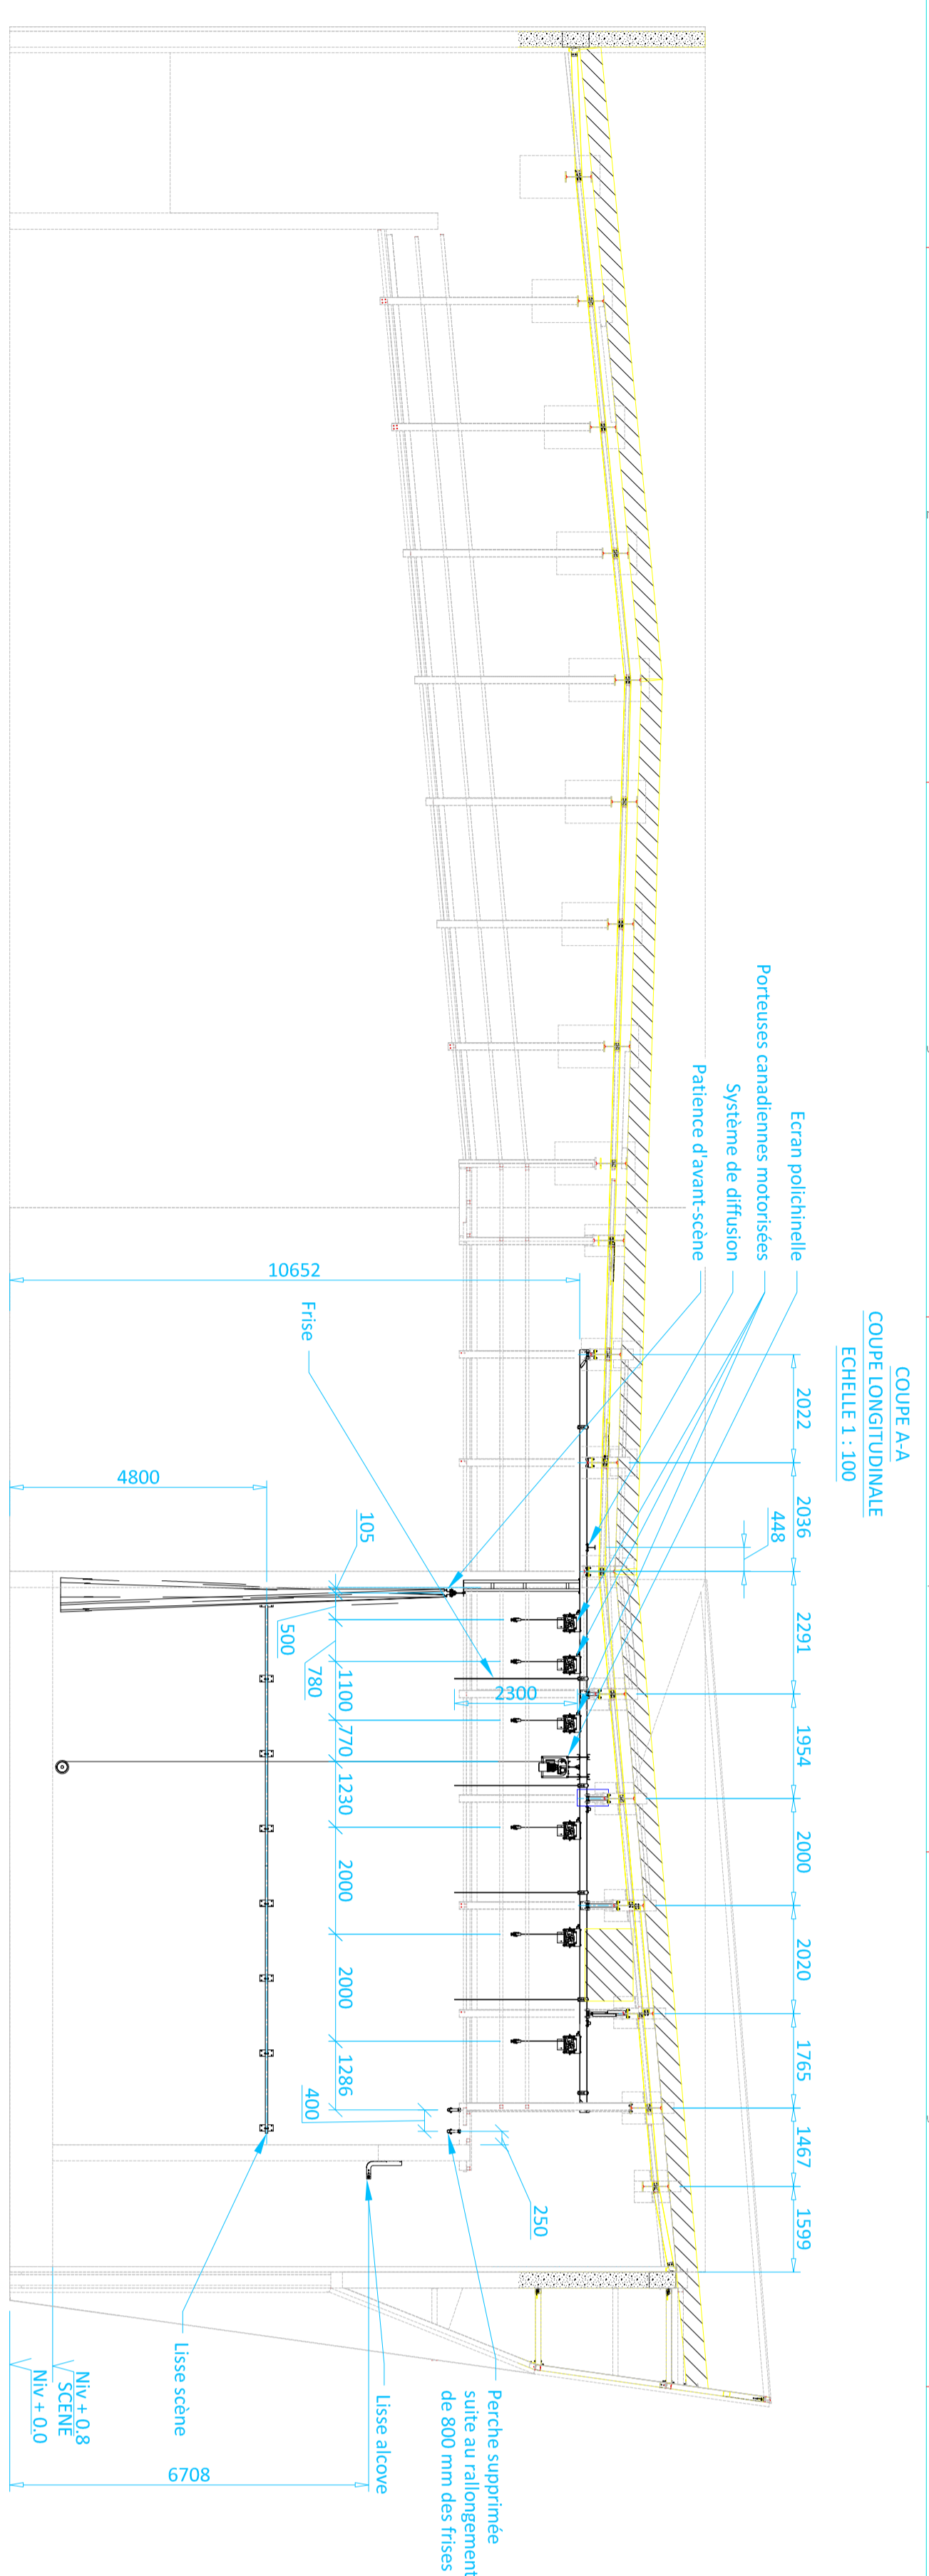 COUPE A-A
COUPE LONGITUDINALE
ECHELLE 1 : 100
Ecran polichinelle
Porteuses canadiennes motorisées
Système de diffusion
Patience d'avant-scène
2022
2036
448
2291
1954
2000
2020
1765
1467
1599
10652
Frise
4800
105
500
780
1100
770
1230
2000
2000
1286
400
250
2300
Perche supprimée
suite au rallongement
de 800 mm des frises
Lisse alcove
Lisse scène
6708
Niv + 0.8
SCENE
Niv + 0.0